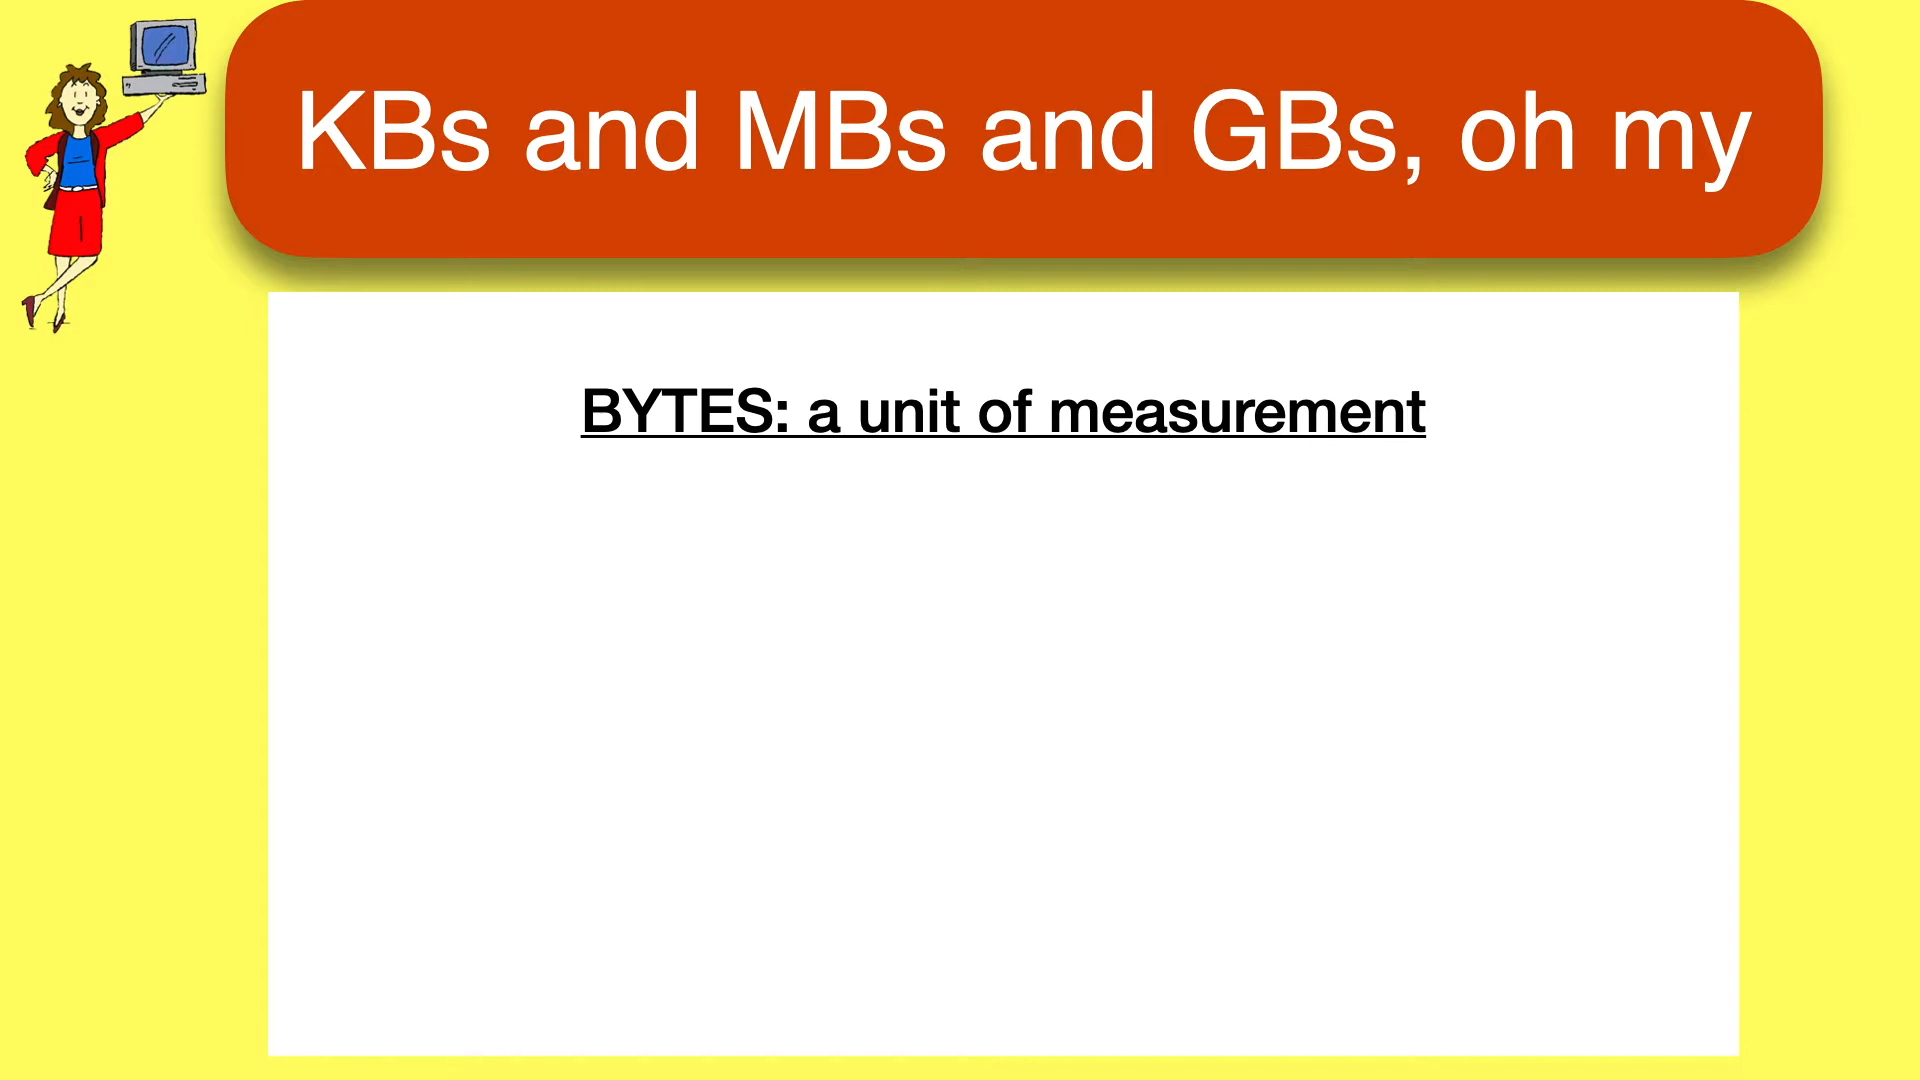 KBs and MBs and GBs, oh my
BYTES: a unit of measurement